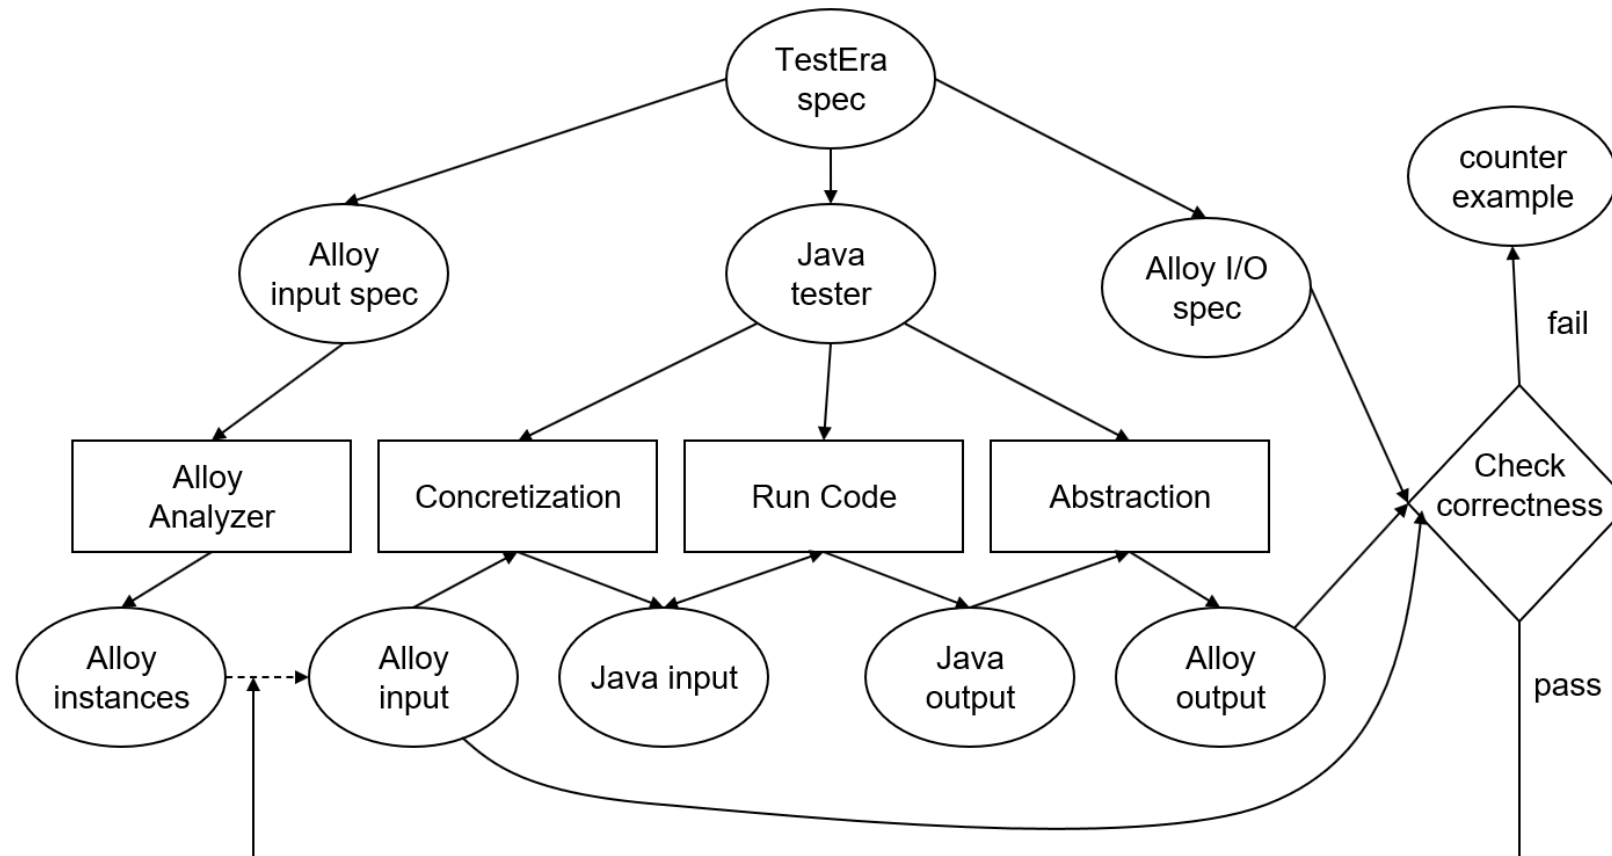 TestEra
spec
counter
example
Alloy
input spec
Java
tester
Alloy I/O
spec
fail
Alloy
Analyzer
Concretization
Run Code
Abstraction
Check
correctness
Alloy
instances
Alloy
input
Java input
Java
output
Alloy
output
pass